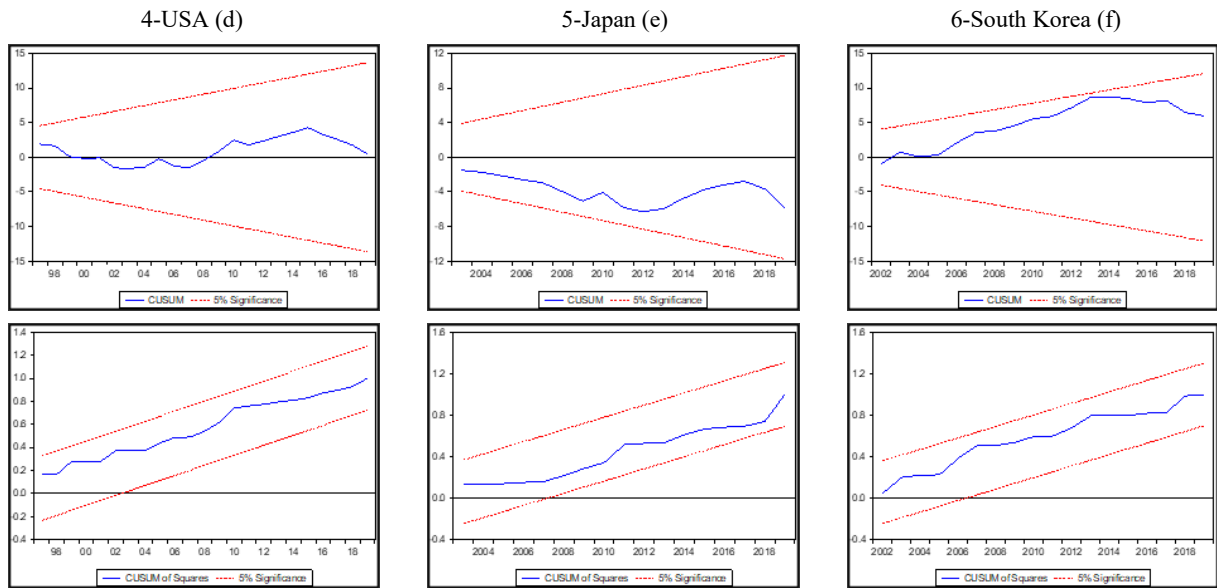 4-USA (d)
5-Japan (e)
6-South Korea (f)
15
10
5
0
-5
-10
-15
98 00 02 04 06 08 10 12 14 16 18
CUSUM 5% Significance
12
8
4
0
-4
-8
-12
2004 2006 2008 2010 2012 2014 2016 2018
CUSUM 5% Significance
15
10
5
0
-5
-10
-15
2002 2004 2006 2008 2010 2012 2014 2016 2018
CUSUM 5% Significance
1.4
1.2
1.0
0.8
0.6
0.4
0.2
0.0
-0.2
-0.4
98 00 02 04 06 08 10 12 14 16 18
CUSUM of Squares 5% Significance
1.6
1.2
0.8
0.4
0.0
-0.4
2004 2006 2008 2010 2012 2014 2016 2018
CUSUM of Squares 5% Significance
1.6
1.2
0.8
0.4
0.0
-0.4
2002 2004 2006 2008 2010 2012 2014 2016 2018
CUSUM of Squares 5% Significance